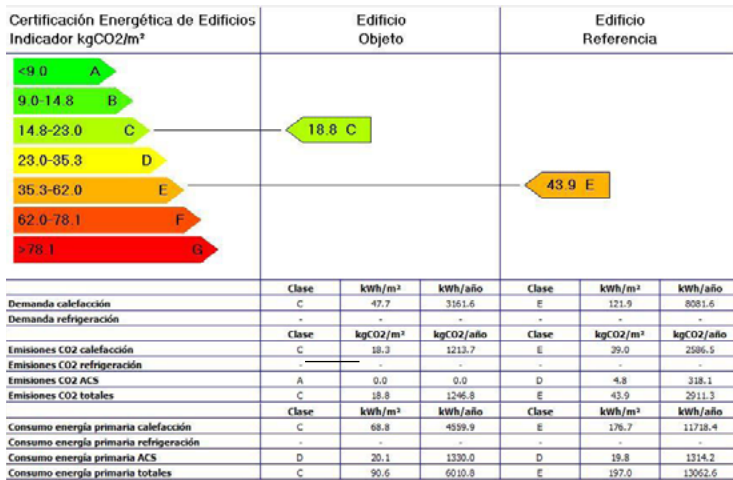 Certificación Energética de Edificios Edificio Edificio
Indicador kgCO2/m² Objeto Referencia
<9.0 A
9.0-14.8 B
14.8-23.0 C 18.8 C
23.0-35.3 D
35.3-62.0 E 43.9 E
62.0-78.1 F
>78.1 G
Clase kWh/m² kWh/año Clase kWh/m² kWh/año
Demanda calefacción C 47.7 3161.6 E 121.9 8081.6
Demanda refrigeración - - - - - -
Clase kgCO2/m² kgCO2/año Clase kgCO2/m² kgCO2/año
Emisiones CO2 calefacción C 18.3 1213.7 E 39.0 2586.5
Emisiones CO2 refrigeración - - - - - -
Emisiones CO2 ACS A 0.0 0.0 D 4.8 318.1
Emisiones CO2 totales C 18.8 1246.8 E 43.9 2911.3
Clase kWh/m² kWh/año Clase kWh/m² kWh/año
Consumo energía primaria calefacción C 68.8 4559.9 E 176.7 11718.4
Consumo energía primaria refrigeración - - - - - -
Consumo energía primaria ACS D 20.1 1330.0 D 19.8 1314.2
Consumo energía primaria totales C 90.6 6010.8 E 197.0 13062.6